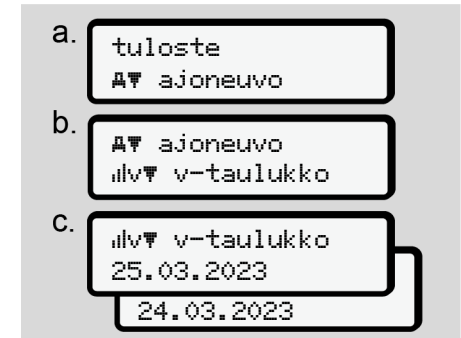 a.
tuloste
ajoneuvo
b.
ajoneuvo
v v-taulukko
c.
v v-taulukko
25.03.2023
24.03.2023